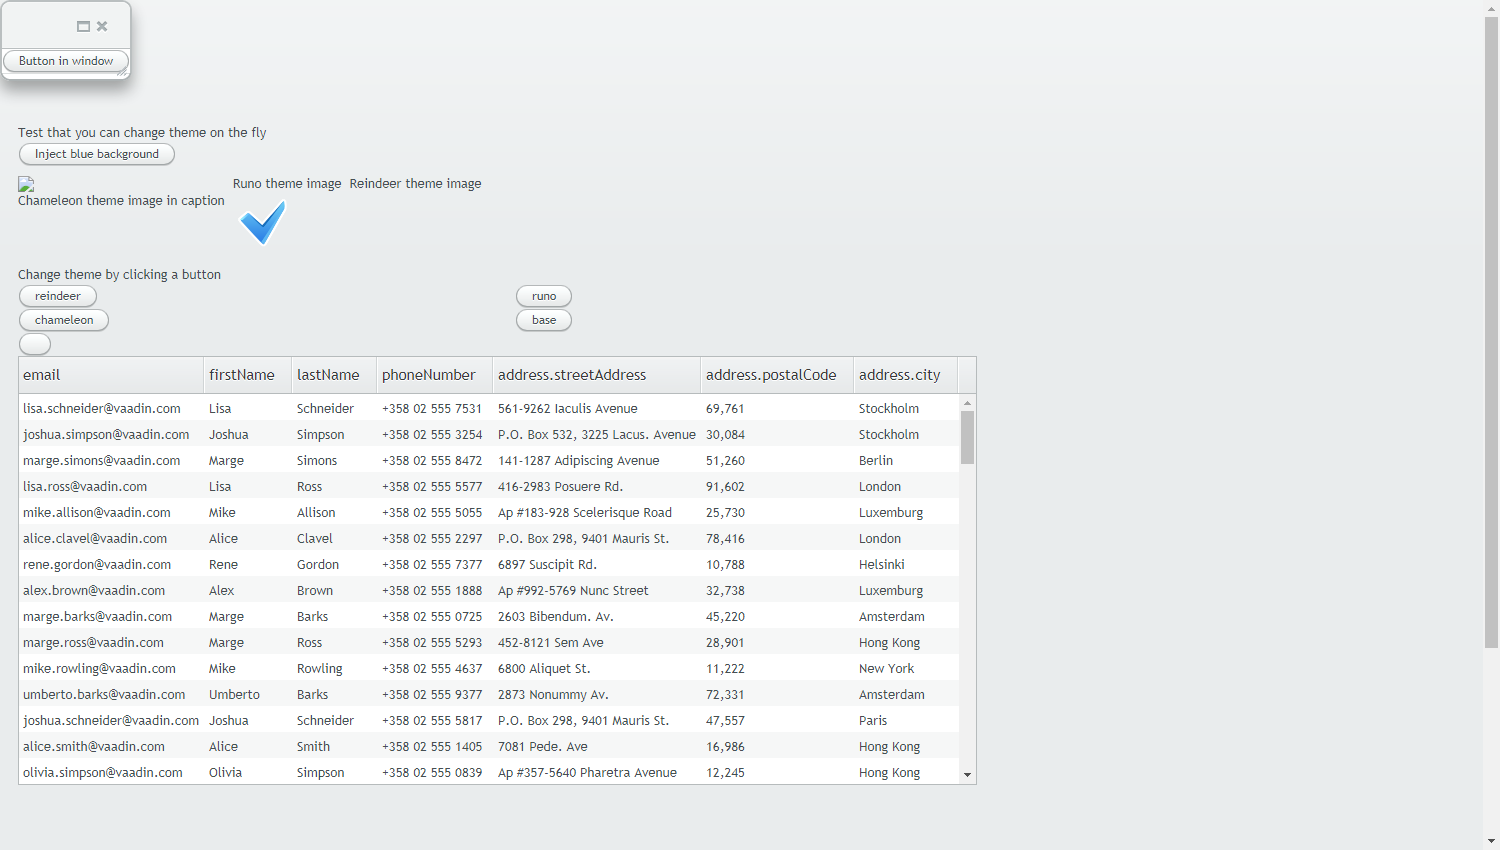 Button in window
Test that you can change theme on the fly
Inject blue background
Runo theme image Reindeer theme image
Chameleon theme image in caption
Change theme by clicking a button
reindeer runo
chameleon base
email firstName lastName phoneNumber address.streetAddress address.postalCode address.city
lisa.schneider@vaadin.com Lisa Schneider +358 02 555 7531 561-9262 Iaculis Avenue 69,761 Stockholm
joshua.simpson@vaadin.com Joshua Simpson +358 02 555 3254 P.O. Box 532, 3225 Lacus. Avenue 30,084 Stockholm
marge.simons@vaadin.com Marge Simons +358 02 555 8472 141-1287 Adipiscing Avenue 51,260 Berlin
lisa.ross@vaadin.com Lisa Ross +358 02 555 5577 416-2983 Posuere Rd. 91,602 London
mike.allison@vaadin.com Mike Allison +358 02 555 5055 Ap #183-928 Scelerisque Road 25,730 Luxemburg
alice.clavel@vaadin.com Alice Clavel +358 02 555 2297 P.O. Box 298, 9401 Mauris St. 78,416 London
rene.gordon@vaadin.com Rene Gordon +358 02 555 7377 6897 Suscipit Rd. 10,788 Helsinki
alex.brown@vaadin.com Alex Brown +358 02 555 1888 Ap #992-5769 Nunc Street 32,738 Luxemburg
marge.barks@vaadin.com Marge Barks +358 02 555 0725 2603 Bibendum. Av. 45,220 Amsterdam
marge.ross@vaadin.com Marge Ross +358 02 555 5293 452-8121 Sem Ave 28,901 Hong Kong
mike.rowling@vaadin.com Mike Rowling +358 02 555 4637 6800 Aliquet St. 11,222 New York
umberto.barks@vaadin.com Umberto Barks +358 02 555 9377 2873 Nonummy Av. 72,331 Amsterdam
joshua.schneider@vaadin.com Joshua Schneider +358 02 555 5817 P.O. Box 298, 9401 Mauris St. 47,557 Paris
alice.smith@vaadin.com Alice Smith +358 02 555 1405 7081 Pede. Ave 16,986 Hong Kong
olivia.simpson@vaadin.com Olivia Simpson +358 02 555 0839 Ap #357-5640 Pharetra Avenue 12,245 Hong Kong